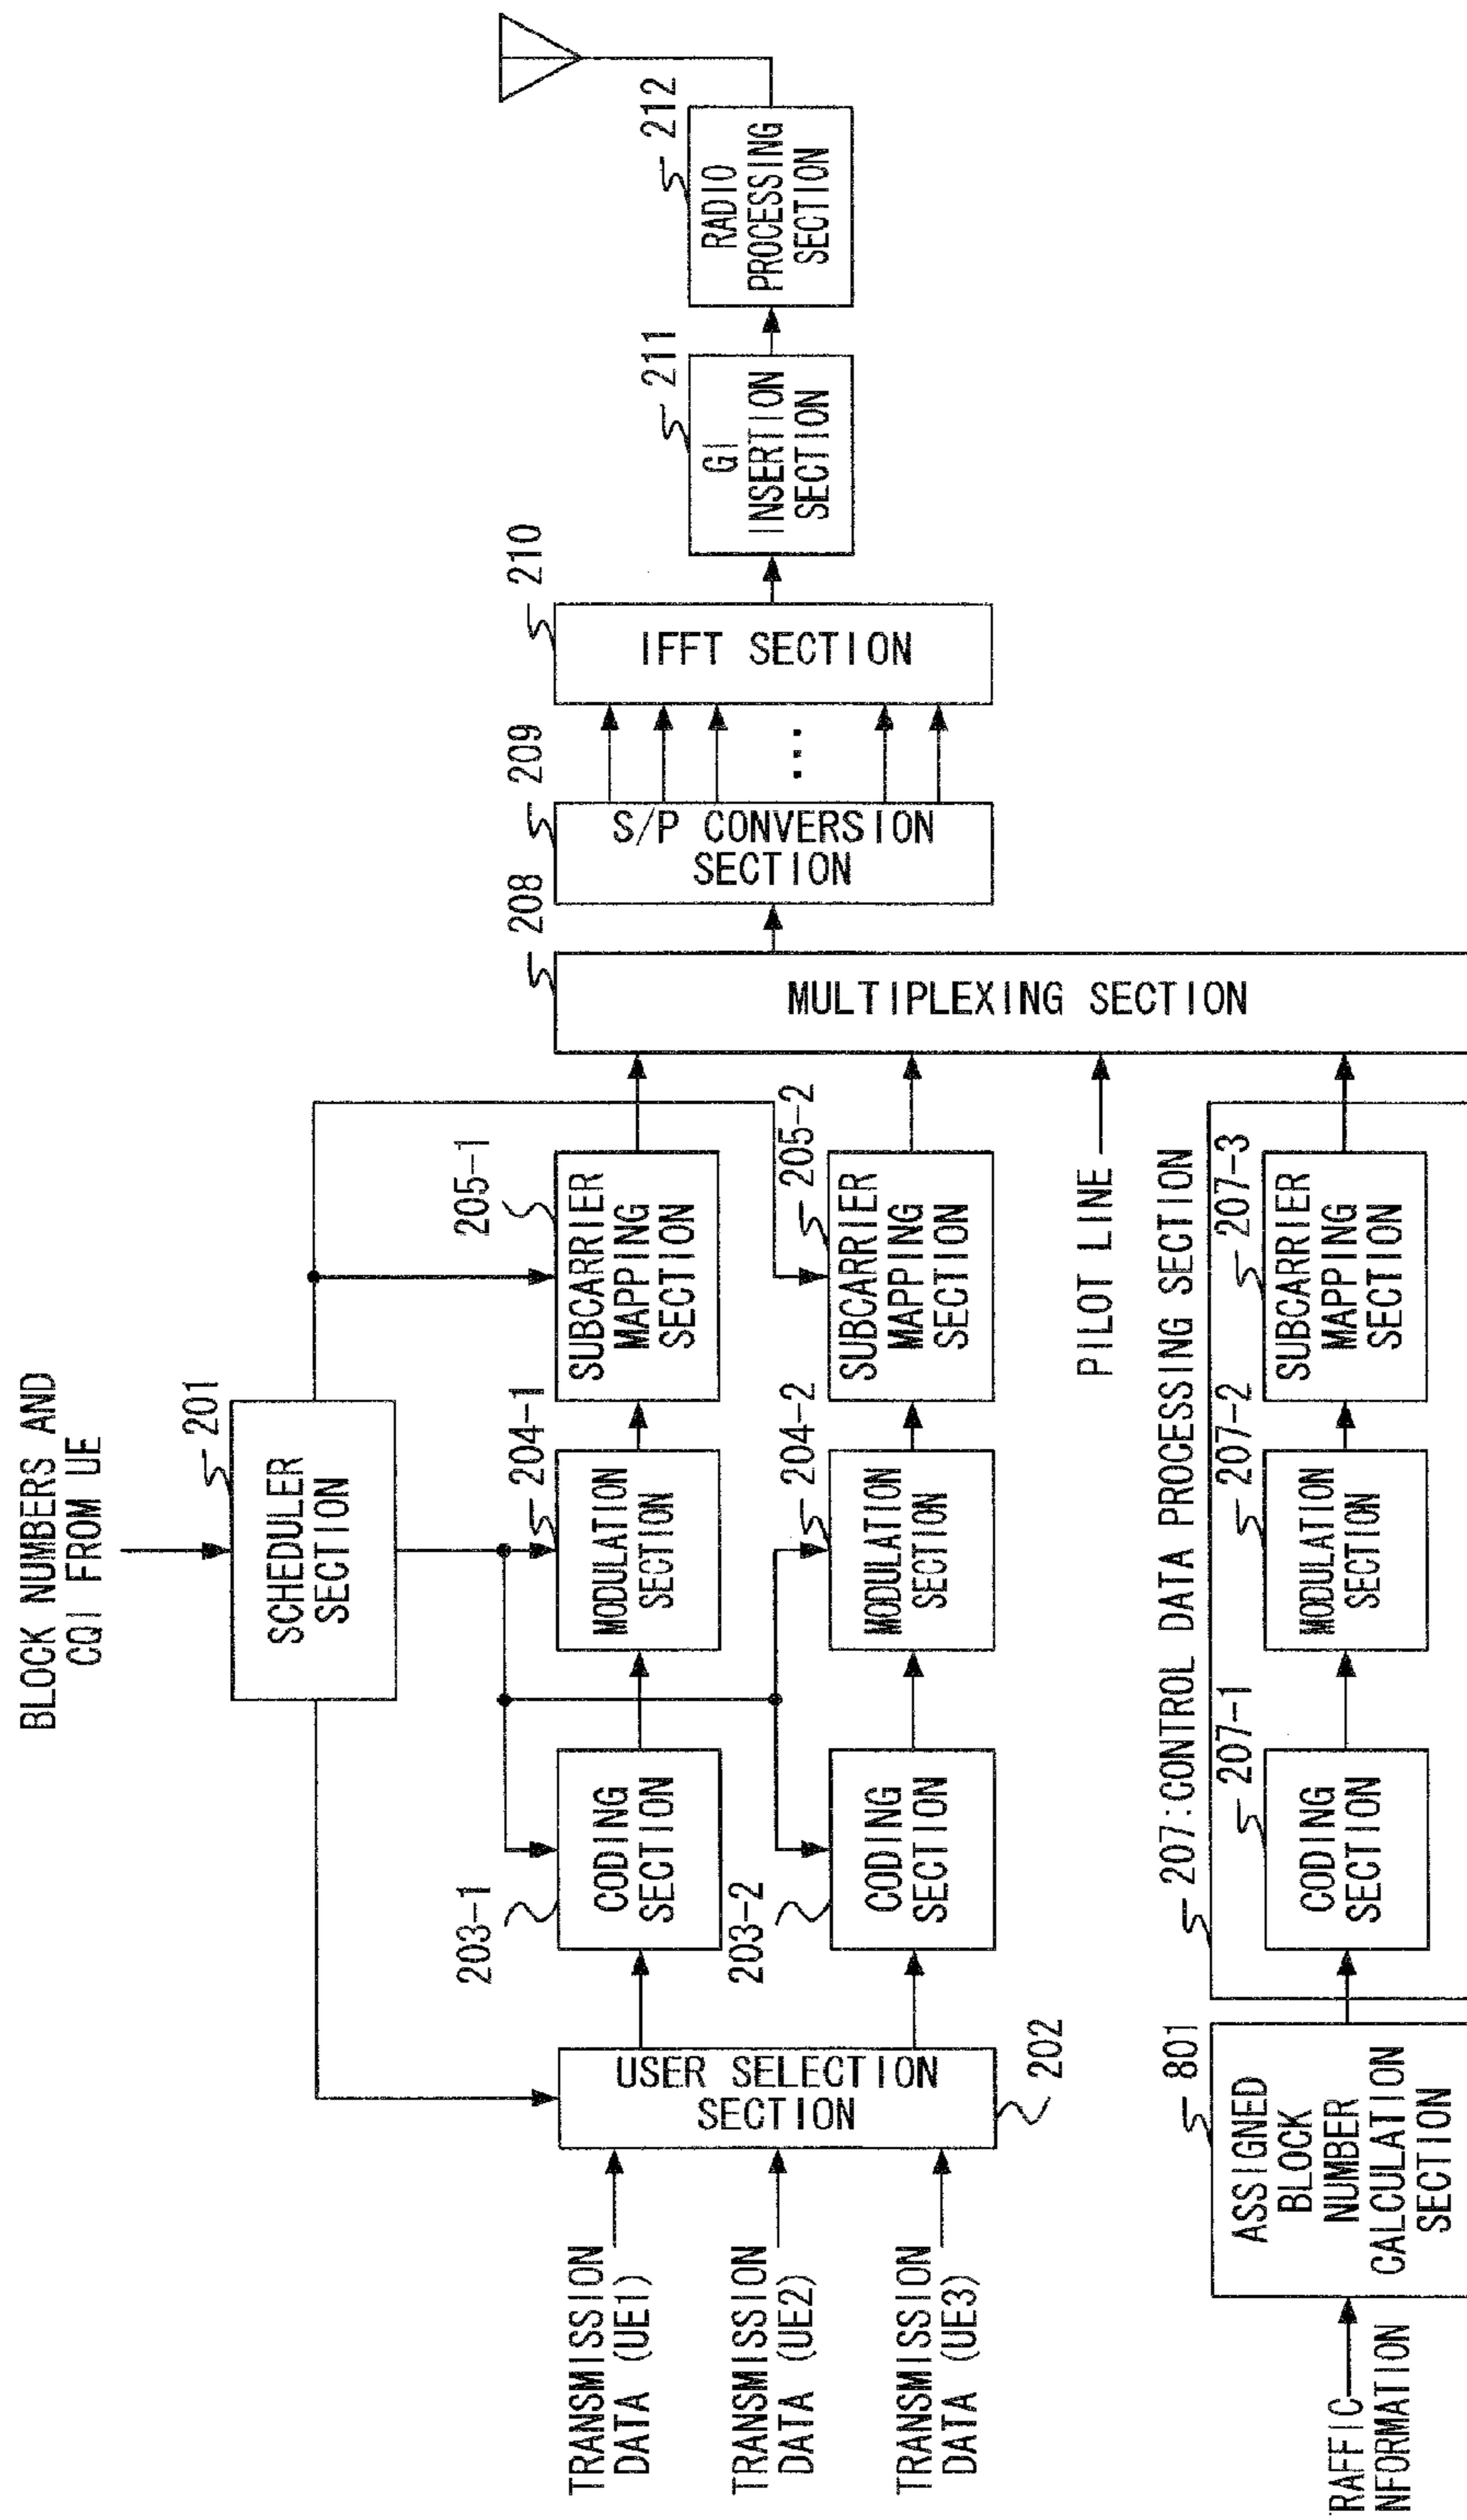 BLOCK NUMBERS AND
CQI FROM UE
201
SCHEDULER
SECTION
TRANSMISSION
DATA (UE1)
TRANSMISSION
DATA (UE2)
TRANSMISSION
DATA (UE3)
USER SELECTION
SECTION
202
203-1
CODING
SECTION
204-1
MODULATION
SECTION
205-1
SUBCARRIER
MAPPING
SECTION
203-2
CODING
SECTION
204-2
MODULATION
SECTION
205-2
SUBCARRIER
MAPPING
SECTION
PILOT LINE
RAFFIC
NFORMATION
801
ASSIGNED
BLOCK
NUMBER
CALCULATION
SECTION
207:CONTROL DATA PROCESSING SECTION
207-1
CODING
SECTION
207-2
MODULATION
SECTION
207-3
SUBCARRIER
MAPPING
SECTION
208
MULTIPLEXING SECTION
209
S/P CONVERSION
SECTION
210
IFFT SECTION
211
GI
INSERTION
SECTION
212
RADIO
PROCESSING
SECTION